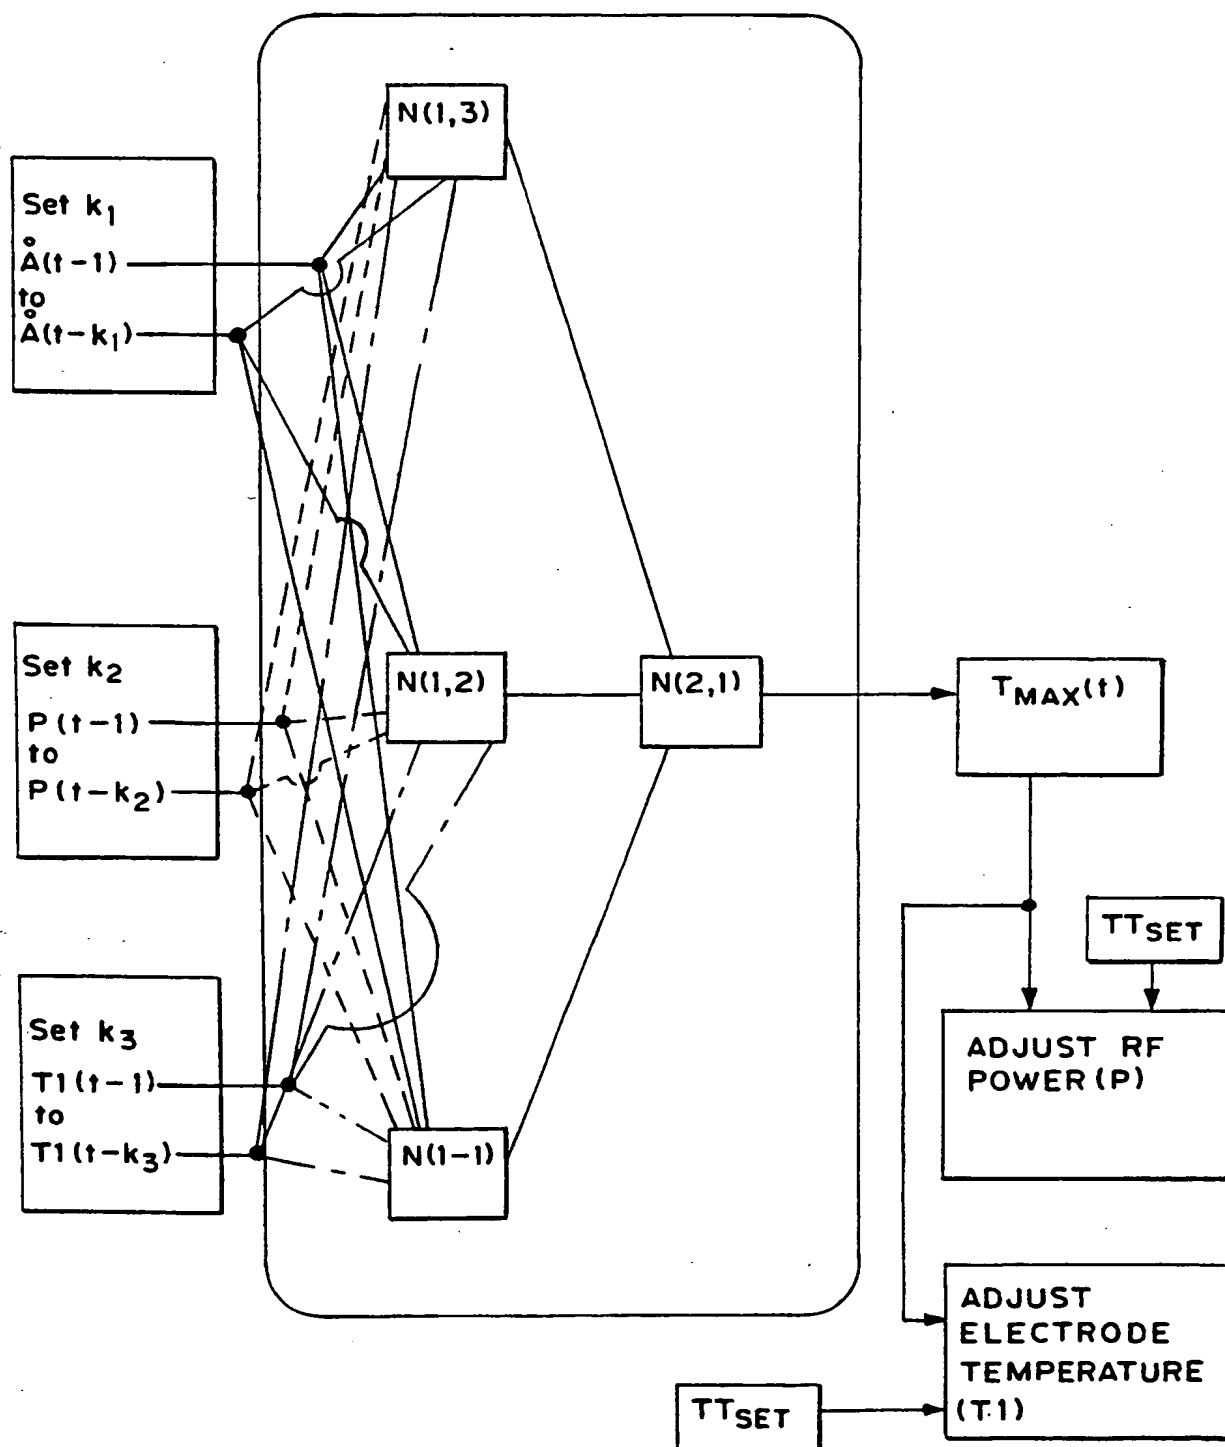 N(1,3)
Set k1
Å(t-1)
to
Å(t-k1)
Set k2
P(t-1)
to
P(t-k2)
N(1,2)
N(2,1)
TMAX(t)
TTSET
ADJUST RF
POWER(P)
Set k3
T1(t-1)
to
T1(t-k3)
N(1-1)
ADJUST
ELECTRODE
TEMPERATURE
(T1)
TTSET